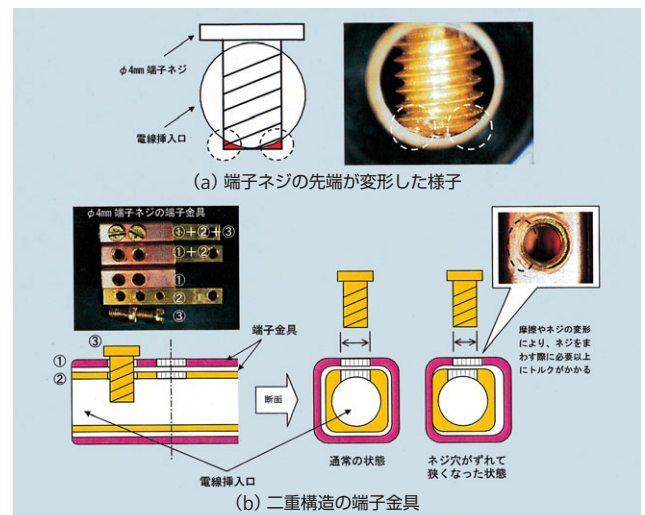 φ4mm 端子ネジ
電線挿入口
(a) 端子ネジの先端が変形した様子
φ4mm 端子ネジの端子金具
①+②+③
①+②
①
②
③
端子金具
③
①
②
断面
電線挿入口
通常の状態
ネジ穴がずれて
狭くなった状態
摩擦やネジの変形
により、ネジをま
わす際に必要以上
にトルクがかかる
(b) 二重構造の端子金具